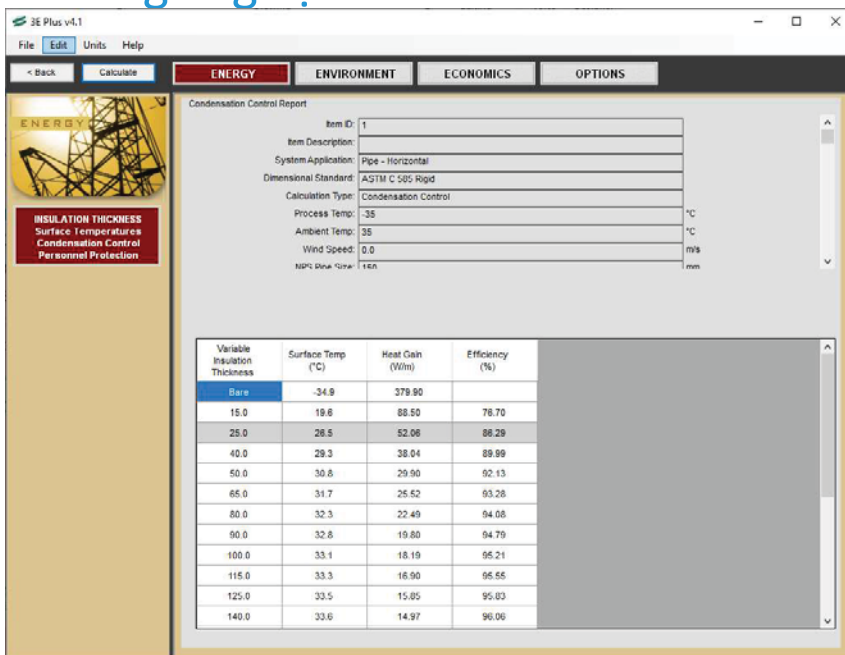 3E Plus v4.1
File Edit Units Help
< Back Calculate ENERGY ENVIRONMENT ECONOMICS OPTIONS
ENERGY
INSULATION THICKNESS
Surface Temperatures
Condensation Control
Personnel Protection
Condensation Control Report
Item ID: 1
Item Description:
System Application: Pipe - Horizontal
Dimensional Standard: ASTM C 585 Rigid
Calculation Type: Condensation Control
Process Temp: -35 °C
Ambient Temp: 35 °C
Wind Speed: 0.0 m/s
NPS Pipe Size: 150 mm
Variable Insulation Thickness Surface Temp (°C) Heat Gain (W/m) Efficiency (%)
Bare -34.9 379.90
15.0 19.6 88.50 76.70
25.0 26.5 52.06 86.29
40.0 29.3 38.04 89.99
50.0 30.8 29.90 92.13
65.0 31.7 25.52 93.28
80.0 32.3 22.49 94.08
90.0 32.8 19.80 94.79
100.0 33.1 18.19 95.21
115.0 33.3 16.90 95.55
125.0 33.5 15.85 95.83
140.0 33.6 14.97 96.06